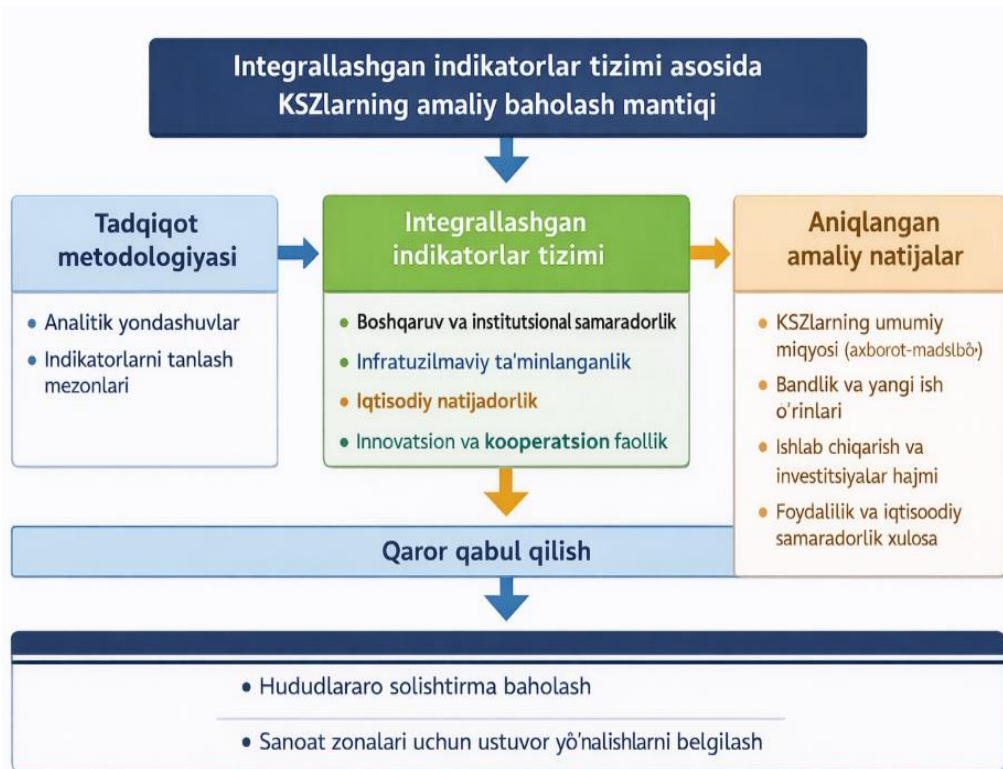 Integrallashgan indikatorlar tizimi asosida
KSZlarning amaliy baholash mantiqi
Tadqiqot
metodologiyasi
• Analitik yondashuvlar
• Indikatorlarni tanlash
mezonlari
Integrallashgan
indikatorlar tizimi
• Boshqaruv va institutsional samaradorlik
• Infratuzilmaviy ta'minlanganlik
• Iqtisodiy natijadorlik
• Innovatsion va kooperatsion faollik
Aniqlangan
amaliy natijalar
• KSZlarning umumiy
miqyosi
• Bandlik va yangi ish
o'rinlari
• Ishlab chiqarish va
investitsiyalar hajmi
• Foydalilik va iqtisoodiy
samaradorlik xulosa
Qaror qabul qilish
• Hududlararo solishtirma baholash
• Sanoat zonalari uchun ustuvor yô'nalishlarni belgilash